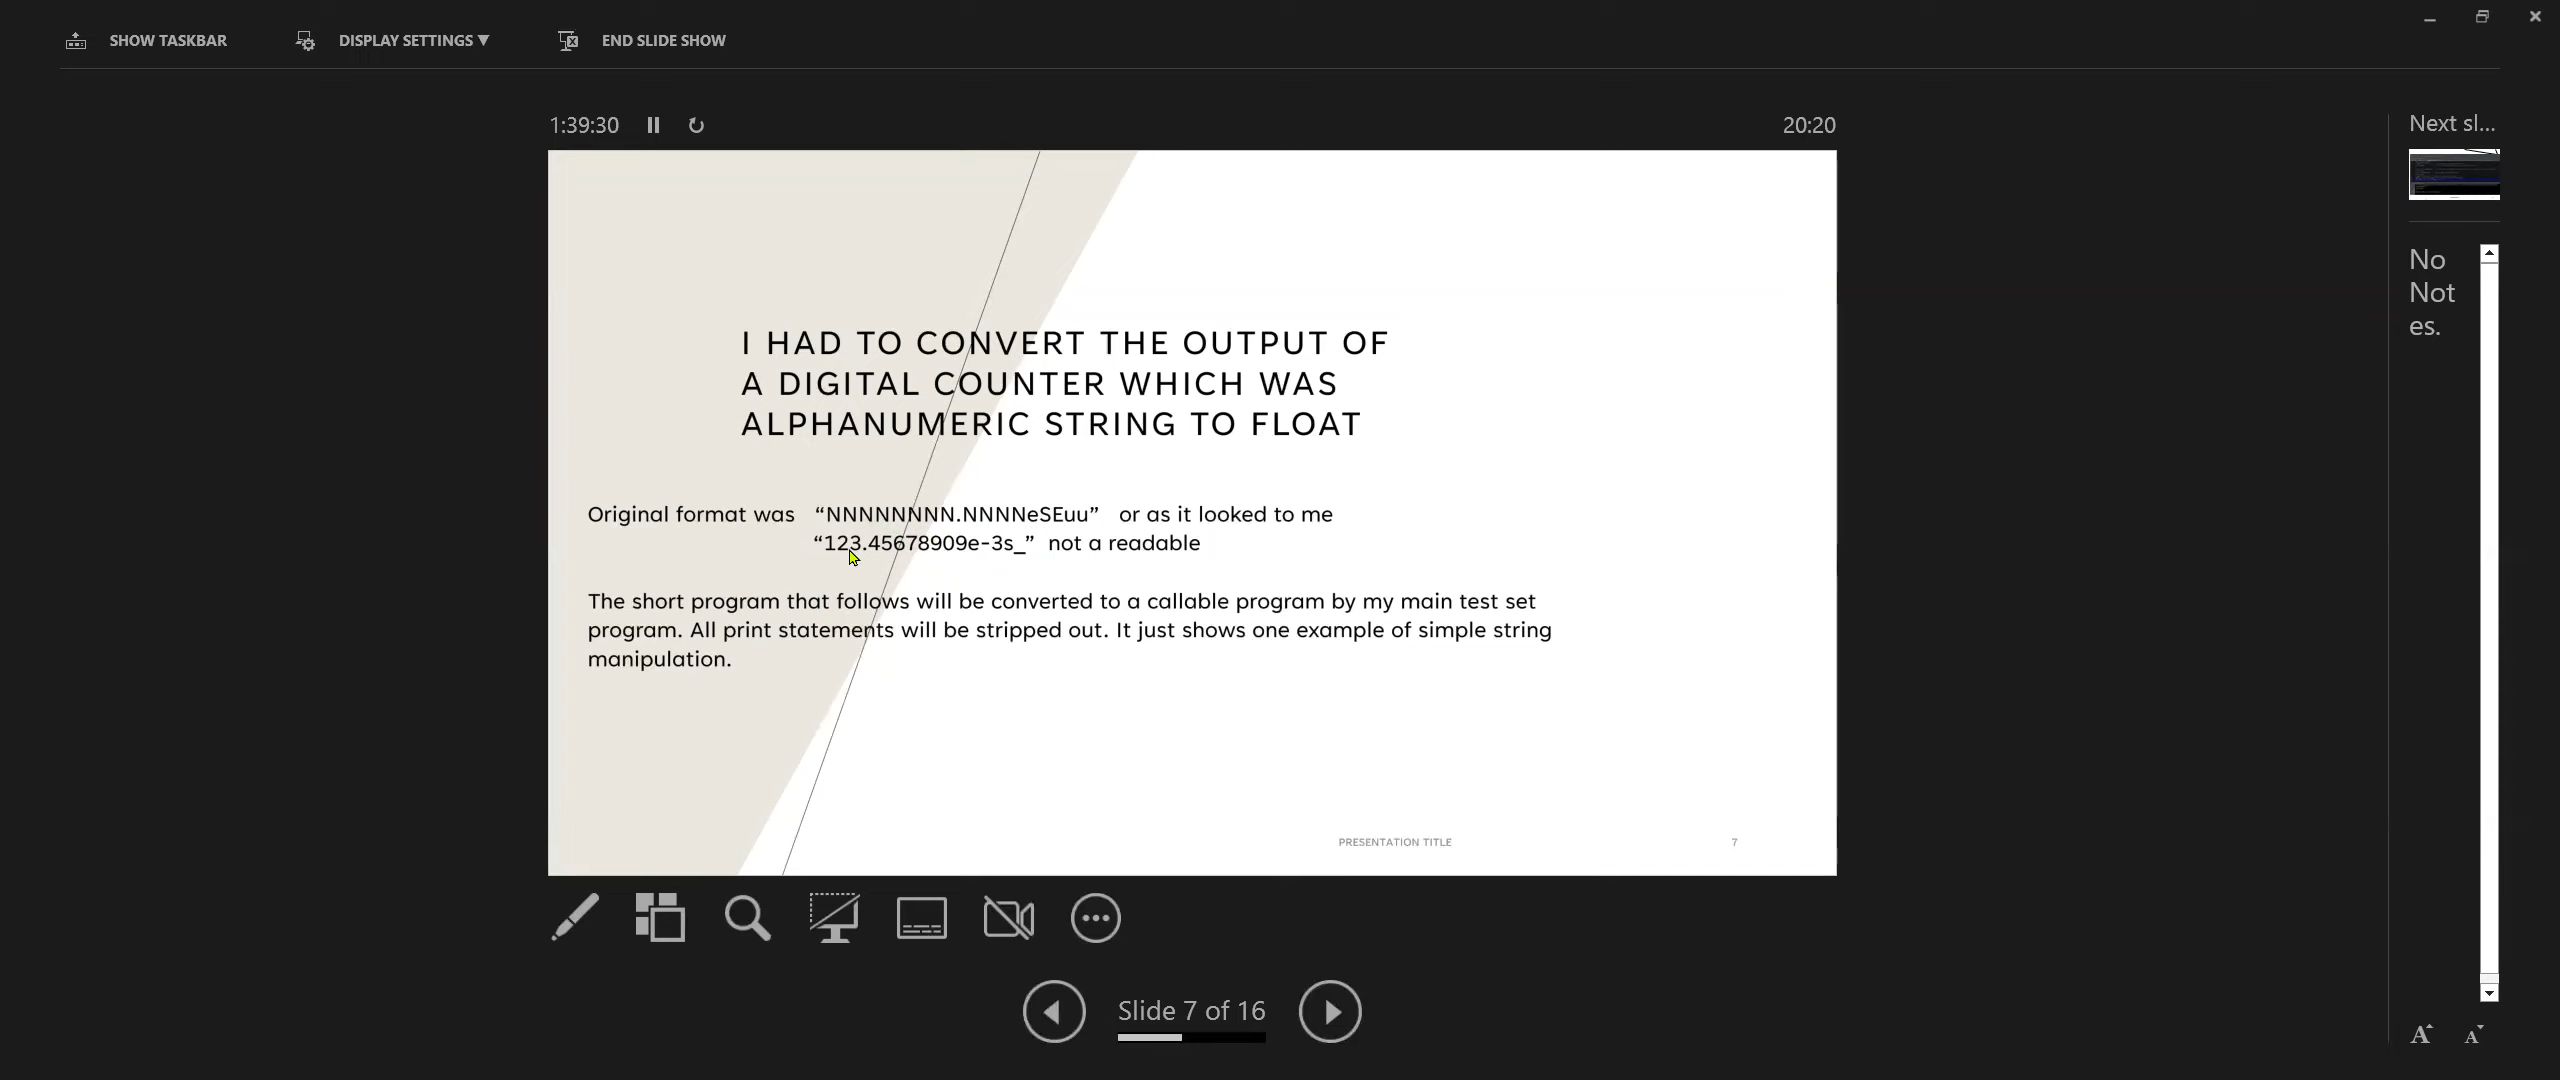 SHOW TASKBAR
DISPLAY SETTINGS ▼
END SLIDE SHOW
1:39:30
20:20
Next sl...
I HAD TO CONVERT THE OUTPUT OF
A DIGITAL COUNTER WHICH WAS
ALPHANUMERIC STRING TO FLOAT
Original format was “NNNNNNNN.NNNNeSEuu” or as it looked to me
“123.45678909e-3s_” not a readable
The short program that follows will be converted to a callable program by my main test set
program. All print statements will be stripped out. It just shows one example of simple string
manipulation.
PRESENTATION TITLE
7
No
Not
es.
Slide 7 of 16
A
A